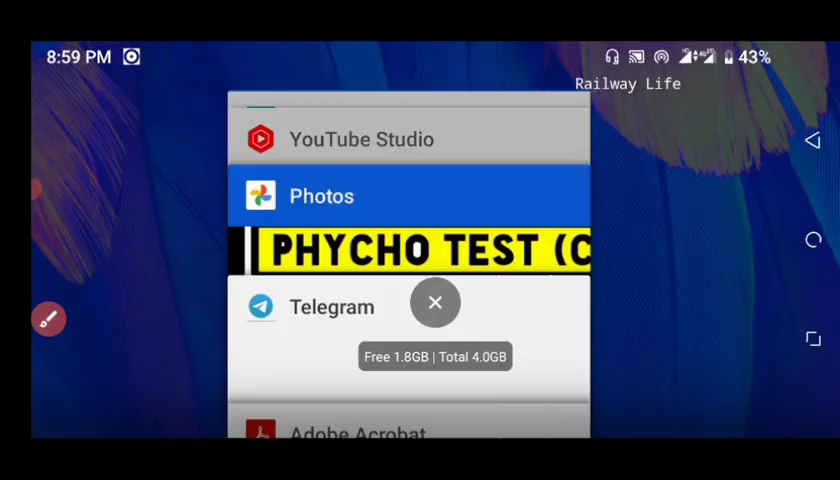 8:59 PM 43%
Railway Life
YouTube Studio
Photos
PHYCHO TEST (C
Telegram
Free 1.8GB | Total 4.0GB
Adobe Acrobat